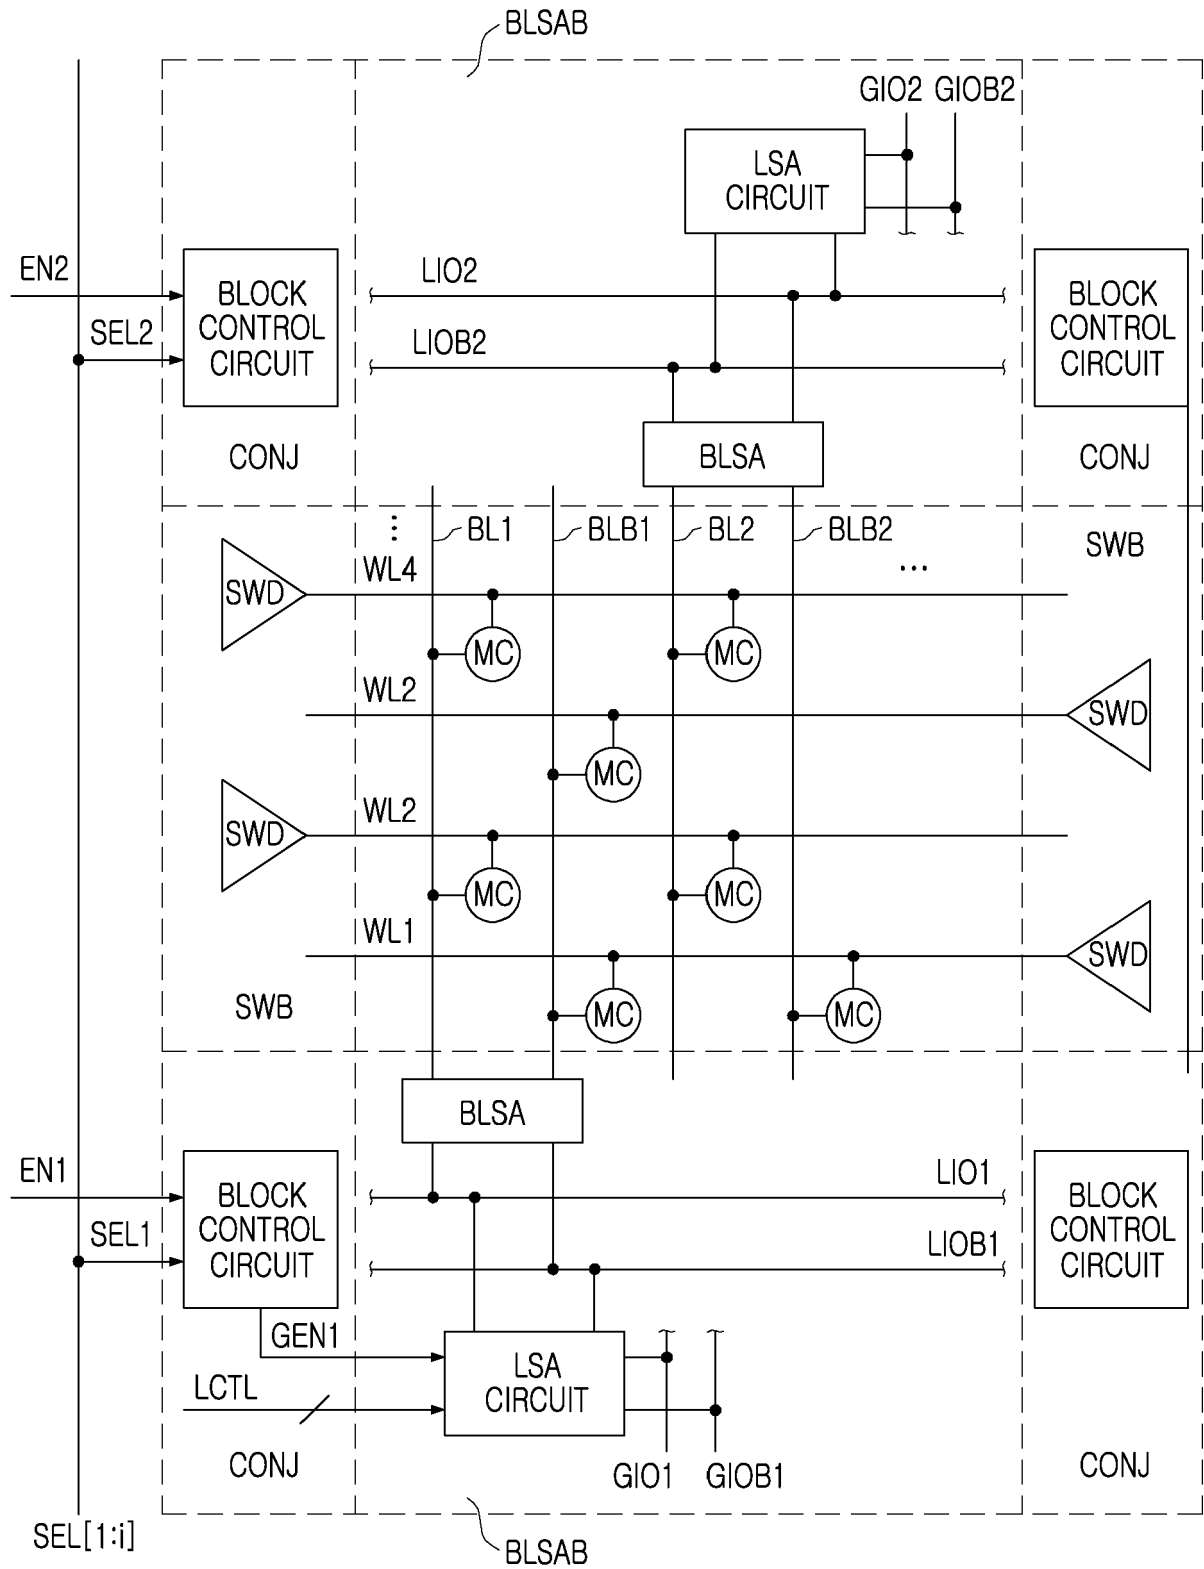 BLSAB
GIO2 GIOB2
LSA
CIRCUIT
EN2
SEL2
BLOCK
CONTROL
CIRCUIT
LIO2
LIOB2
BLOCK
CONTROL
CIRCUIT
CONJ
BLSA
CONJ
BL1
BLB1
BL2
BLB2
SWB
WL4
SWD
MC
MC
WL2
SWD
MC
WL2
SWD
MC
MC
WL1
SWD
SWB
MC
MC
BLSA
EN1
SEL1
BLOCK
CONTROL
CIRCUIT
LIO1
LIOB1
BLOCK
CONTROL
CIRCUIT
GEN1
LCTL
LSA
CIRCUIT
CONJ
GIO1 GIOB1
CONJ
SEL[1:i]
BLSAB